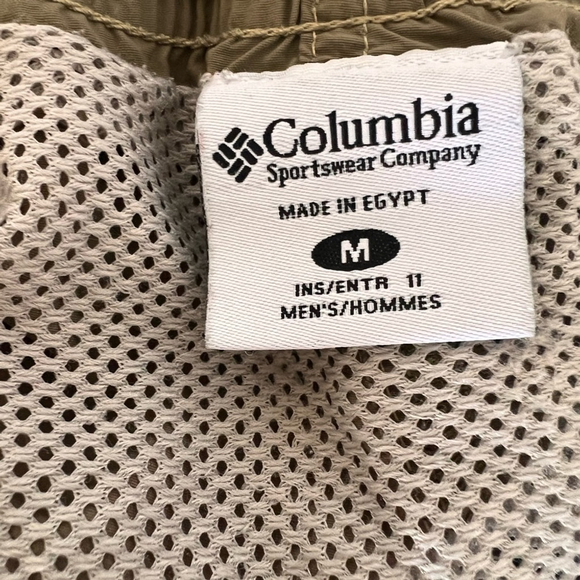 Columbia
Sportswear Company
MADE IN EGYPT
M
INS/ENTR 11
MEN'S/HOMMES